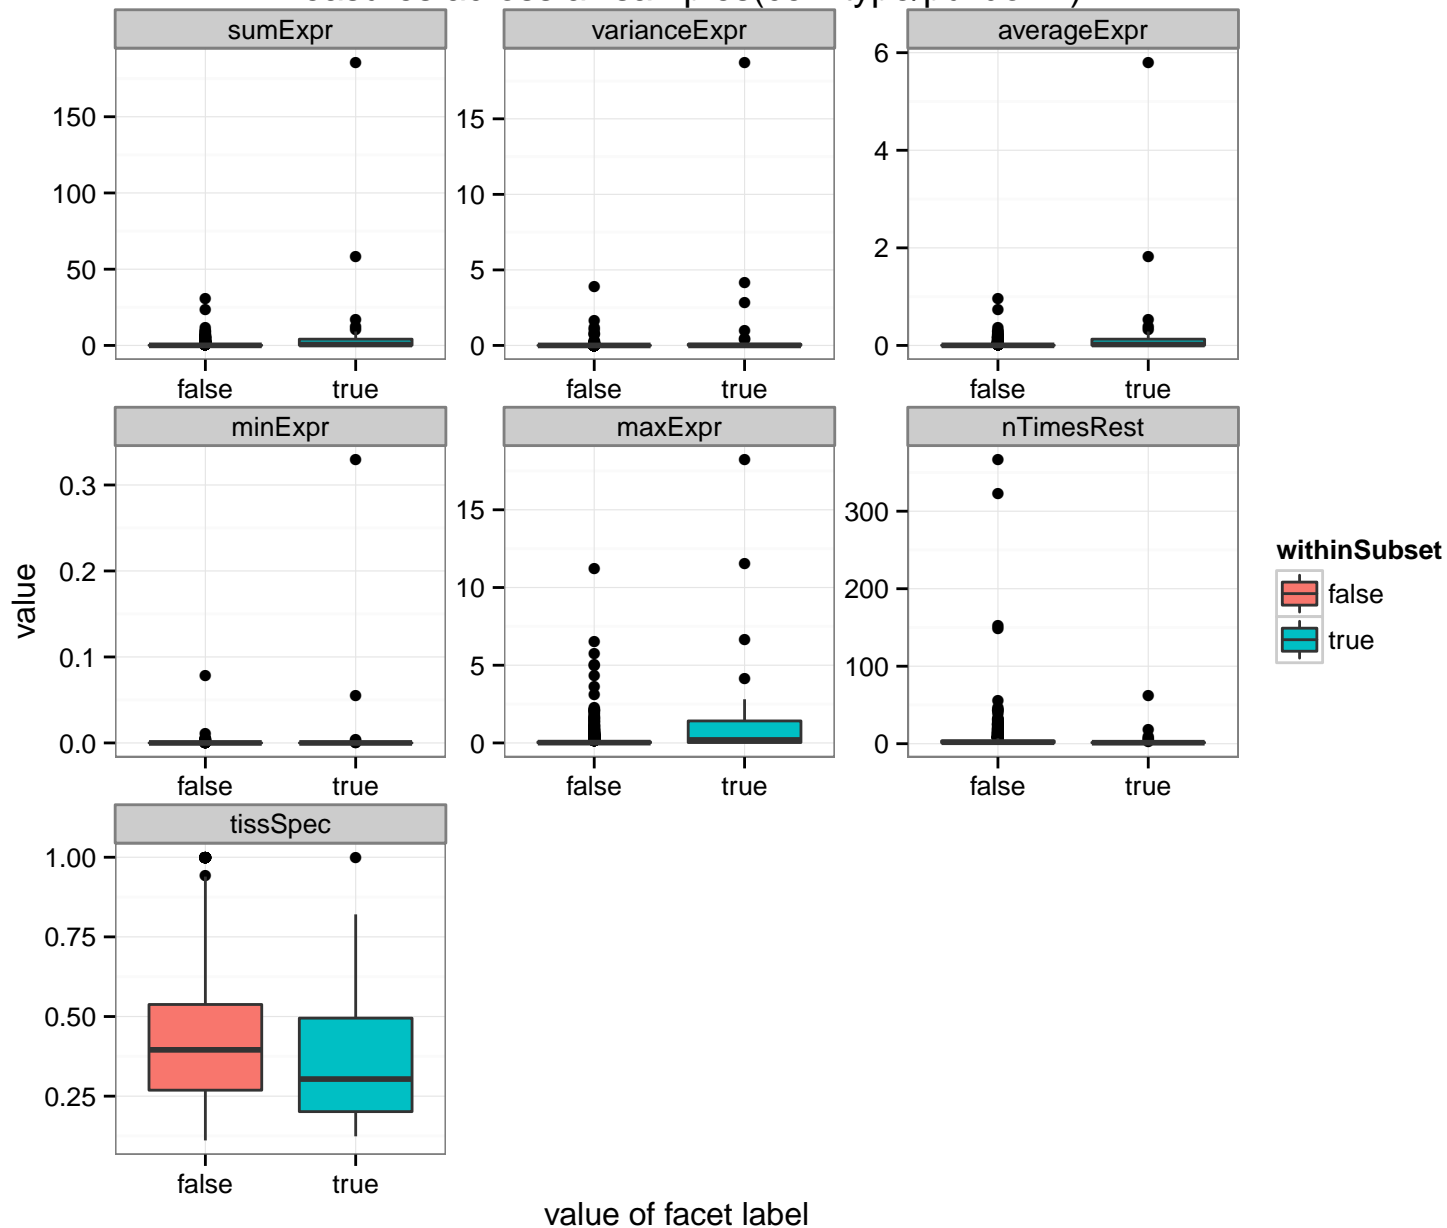 sumExpr varianceExpr averageExpr
150
100
50
0
15
10
5
0
6
4
2
0
false true false true false true
minExpr maxExpr nTimesRest
0.3
0.2
0.1
0.0
15
10
5
0
300
200
100
0
false true false true false true
tissSpec
1.00
0.75
0.50
0.25
false true
value
value of facet label
withinSubset
false
true